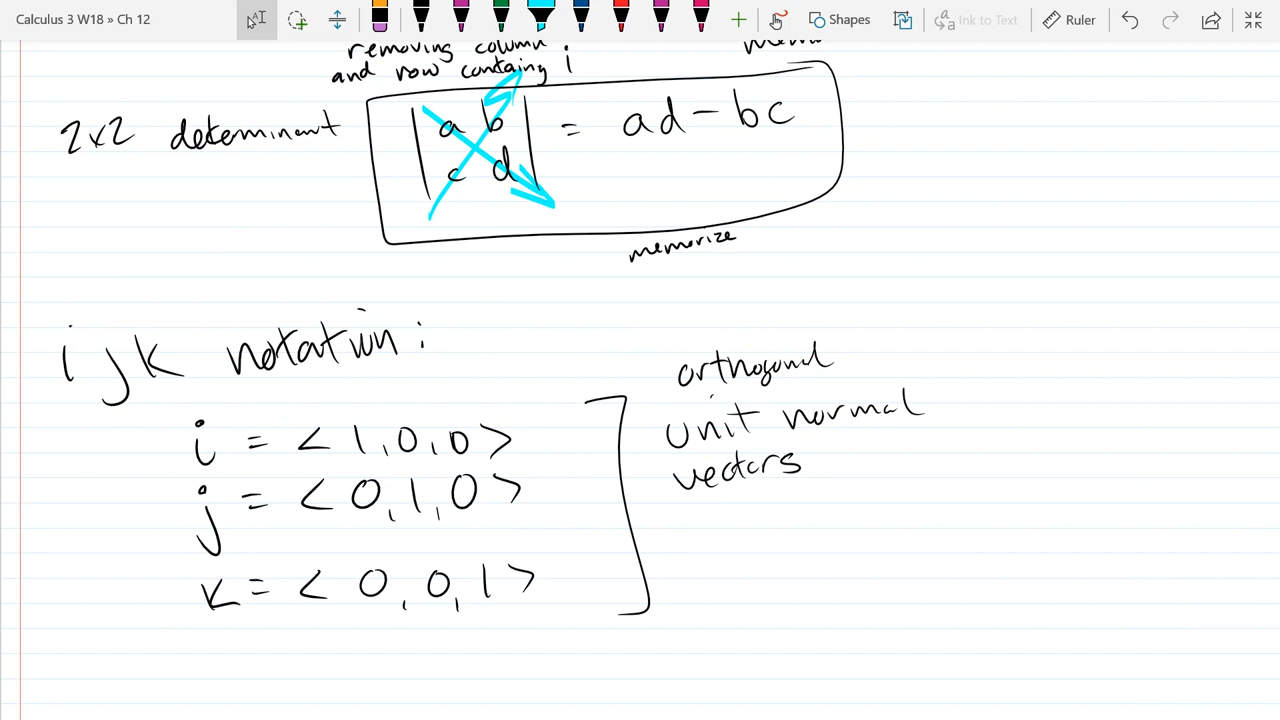 Calculus 3 W18 » Ch 12
Shapes
Ink to Text
Ruler
removing column
and row containg i
2x2 determinant
| a b | = ad - bc
| c d |
memorize
i j k notation:
i = < 1, 0, 0 >
j = < 0, 1, 0 >
k = < 0, 0, 1 >
orthogonal
unit normal
vectors